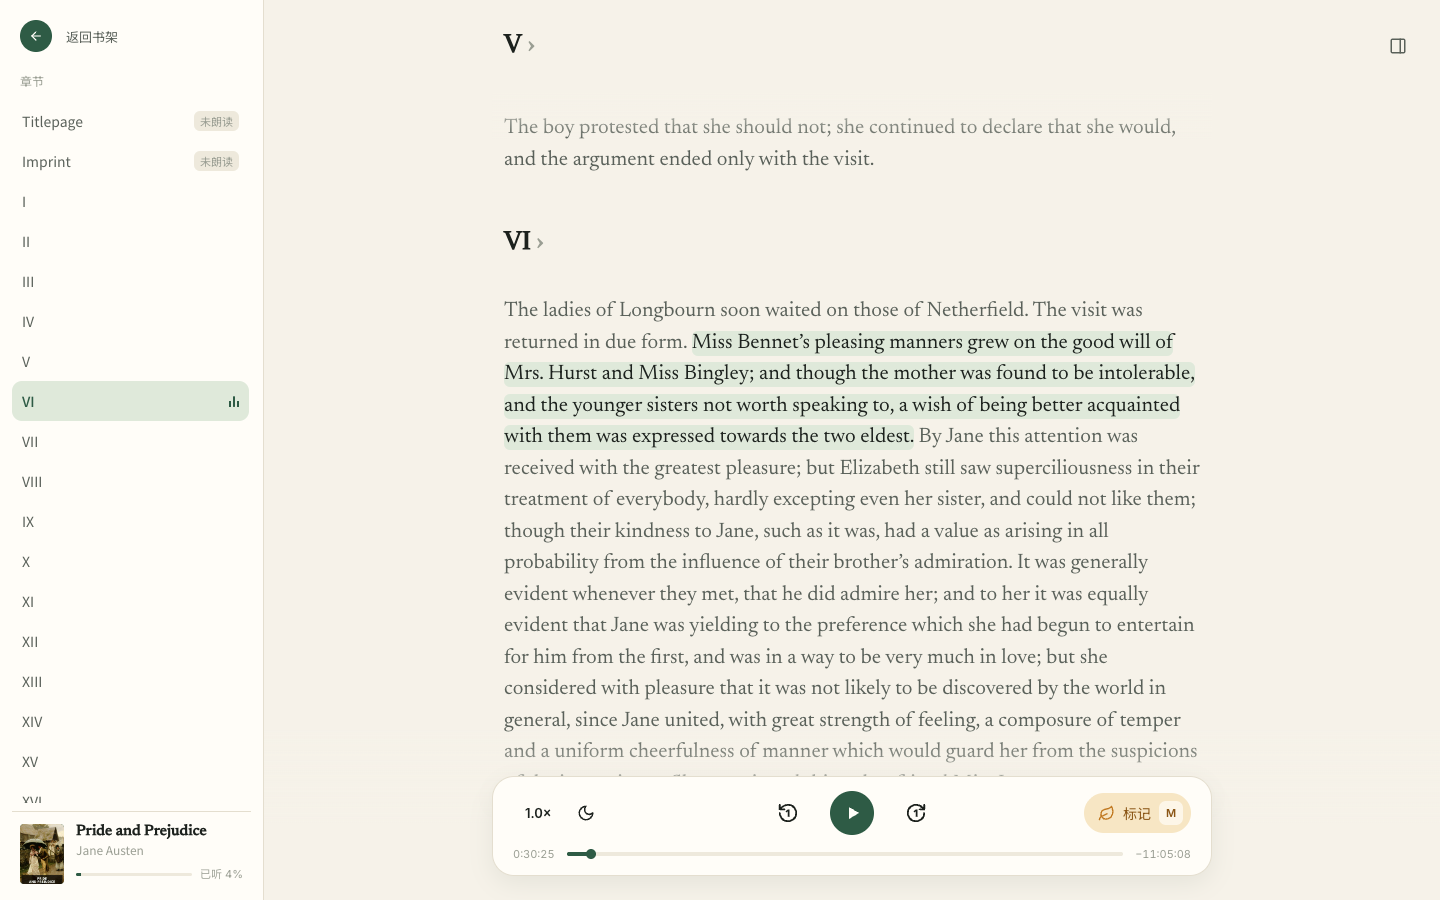 返回书架
章节
Titlepage 未朗读
Imprint 未朗读
I
II
III
IV
V
VI
VII
VIII
IX
X
XI
XII
XIII
XIV
XV
XVI
Pride and Prejudice
Jane Austen
已听 4%
PRIDE
AND PREJUDICE
V ›
The boy protested that she should not; she continued to declare that she would,
and the argument ended only with the visit.
VI ›
The ladies of Longbourn soon waited on those of Netherfield. The visit was
returned in due form. Miss Bennet’s pleasing manners grew on the good will of
Mrs. Hurst and Miss Bingley; and though the mother was found to be intolerable,
and the younger sisters not worth speaking to, a wish of being better acquainted
with them was expressed towards the two eldest. By Jane this attention was
received with the greatest pleasure; but Elizabeth still saw superciliousness in their
treatment of everybody, hardly excepting even her sister, and could not like them;
though their kindness to Jane, such as it was, had a value as arising in all
probability from the influence of their brother’s admiration. It was generally
evident whenever they met, that he did admire her; and to her it was equally
evident that Jane was yielding to the preference which she had begun to entertain
for him from the first, and was in a way to be very much in love; but she
considered with pleasure that it was not likely to be discovered by the world in
general, since Jane united, with great strength of feeling, a composure of temper
and a uniform cheerfulness of manner which would guard her from the suspicions
1.0×
1
1
标记 M
0:30:25
−11:05:08